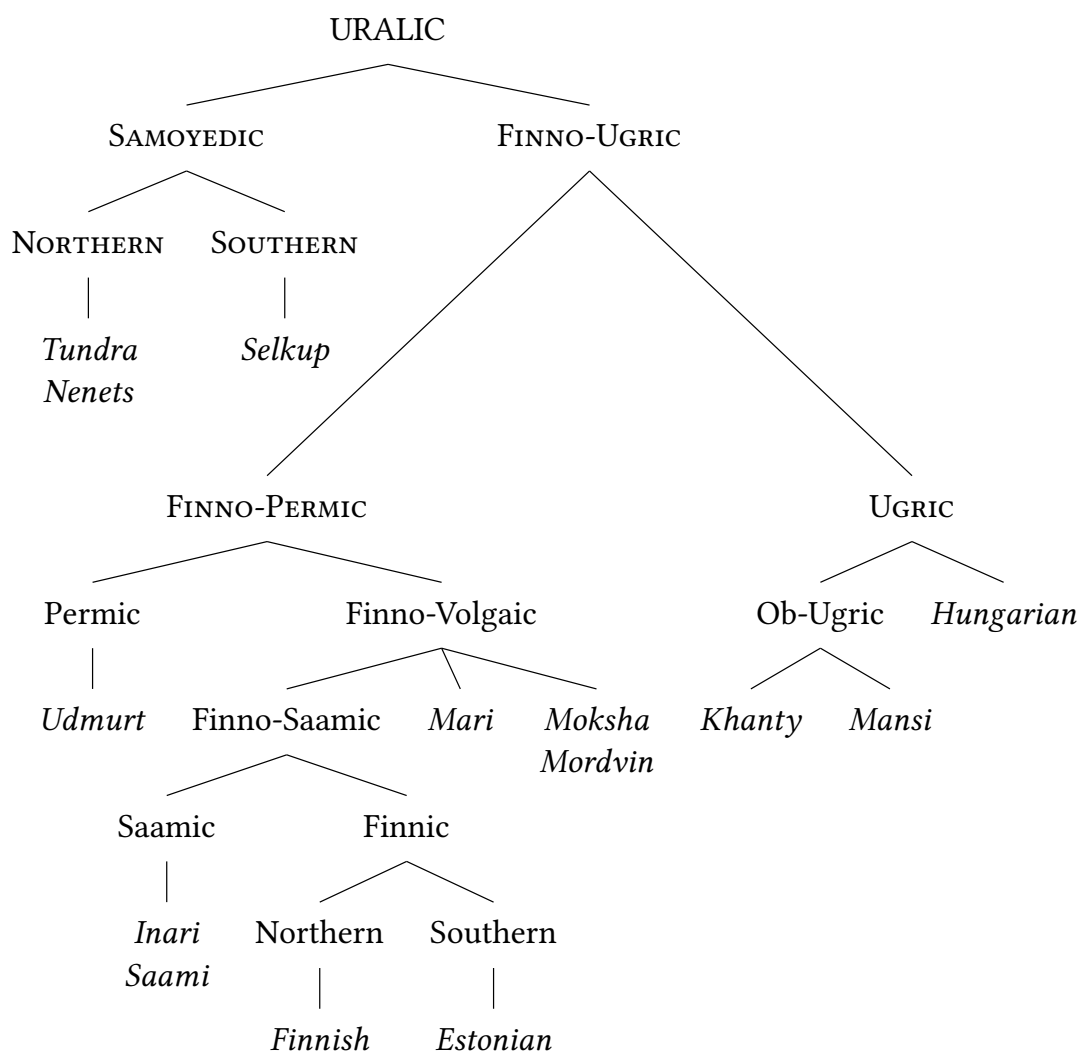 URALIC
SAMOYEDIC FINNO-UGRIC
NORTHERN SOUTHERN
Tundra Selkup
Nenets
FINNO-PERMIC UGRIC
Permic Finno-Volgaic Ob-Ugric Hungarian
Udmurt Finno-Saamic Mari Moksha Khanty Mansi
Mordvin
Saamic Finnic
Inari Northern Southern
Saami
Finnish Estonian